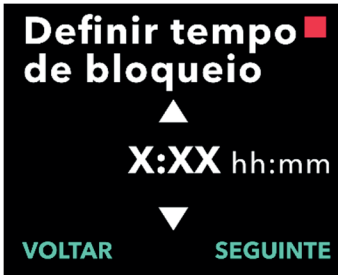 Definir tempo
de bloqueio
X:XX hh:mm
VOLTAR SEGUINTE